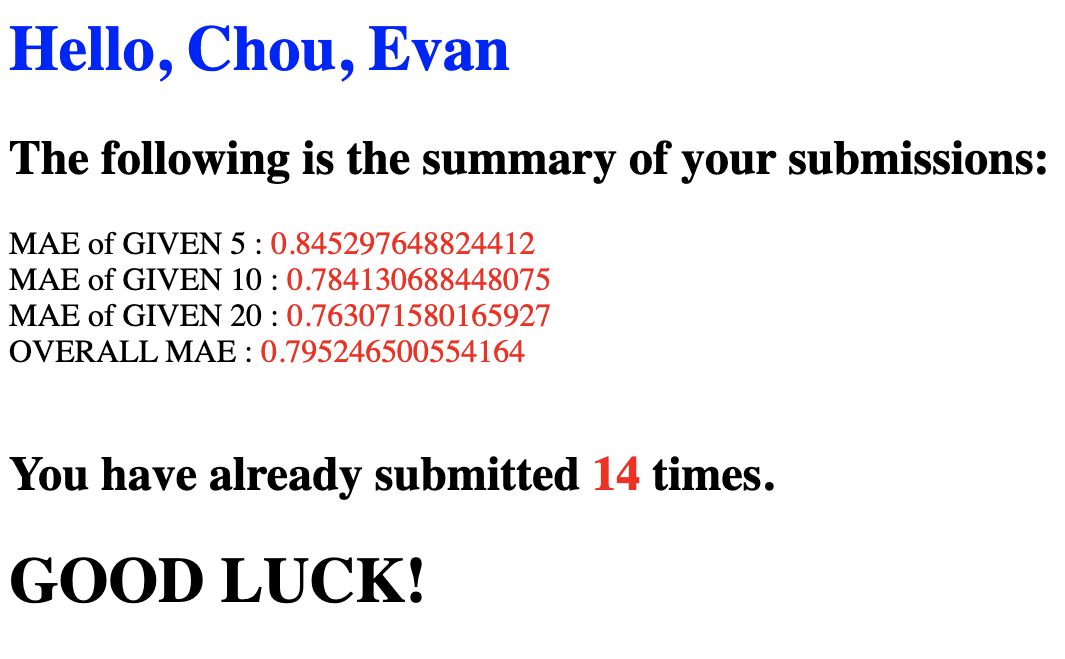 Hello, Chou, Evan
The following is the summary of your submissions:
MAE of GIVEN 5 : 0.845297648824412
MAE of GIVEN 10 : 0.784130688448075
MAE of GIVEN 20 : 0.763071580165927
OVERALL MAE : 0.795246500554164
You have already submitted 14 times.
GOOD LUCK!